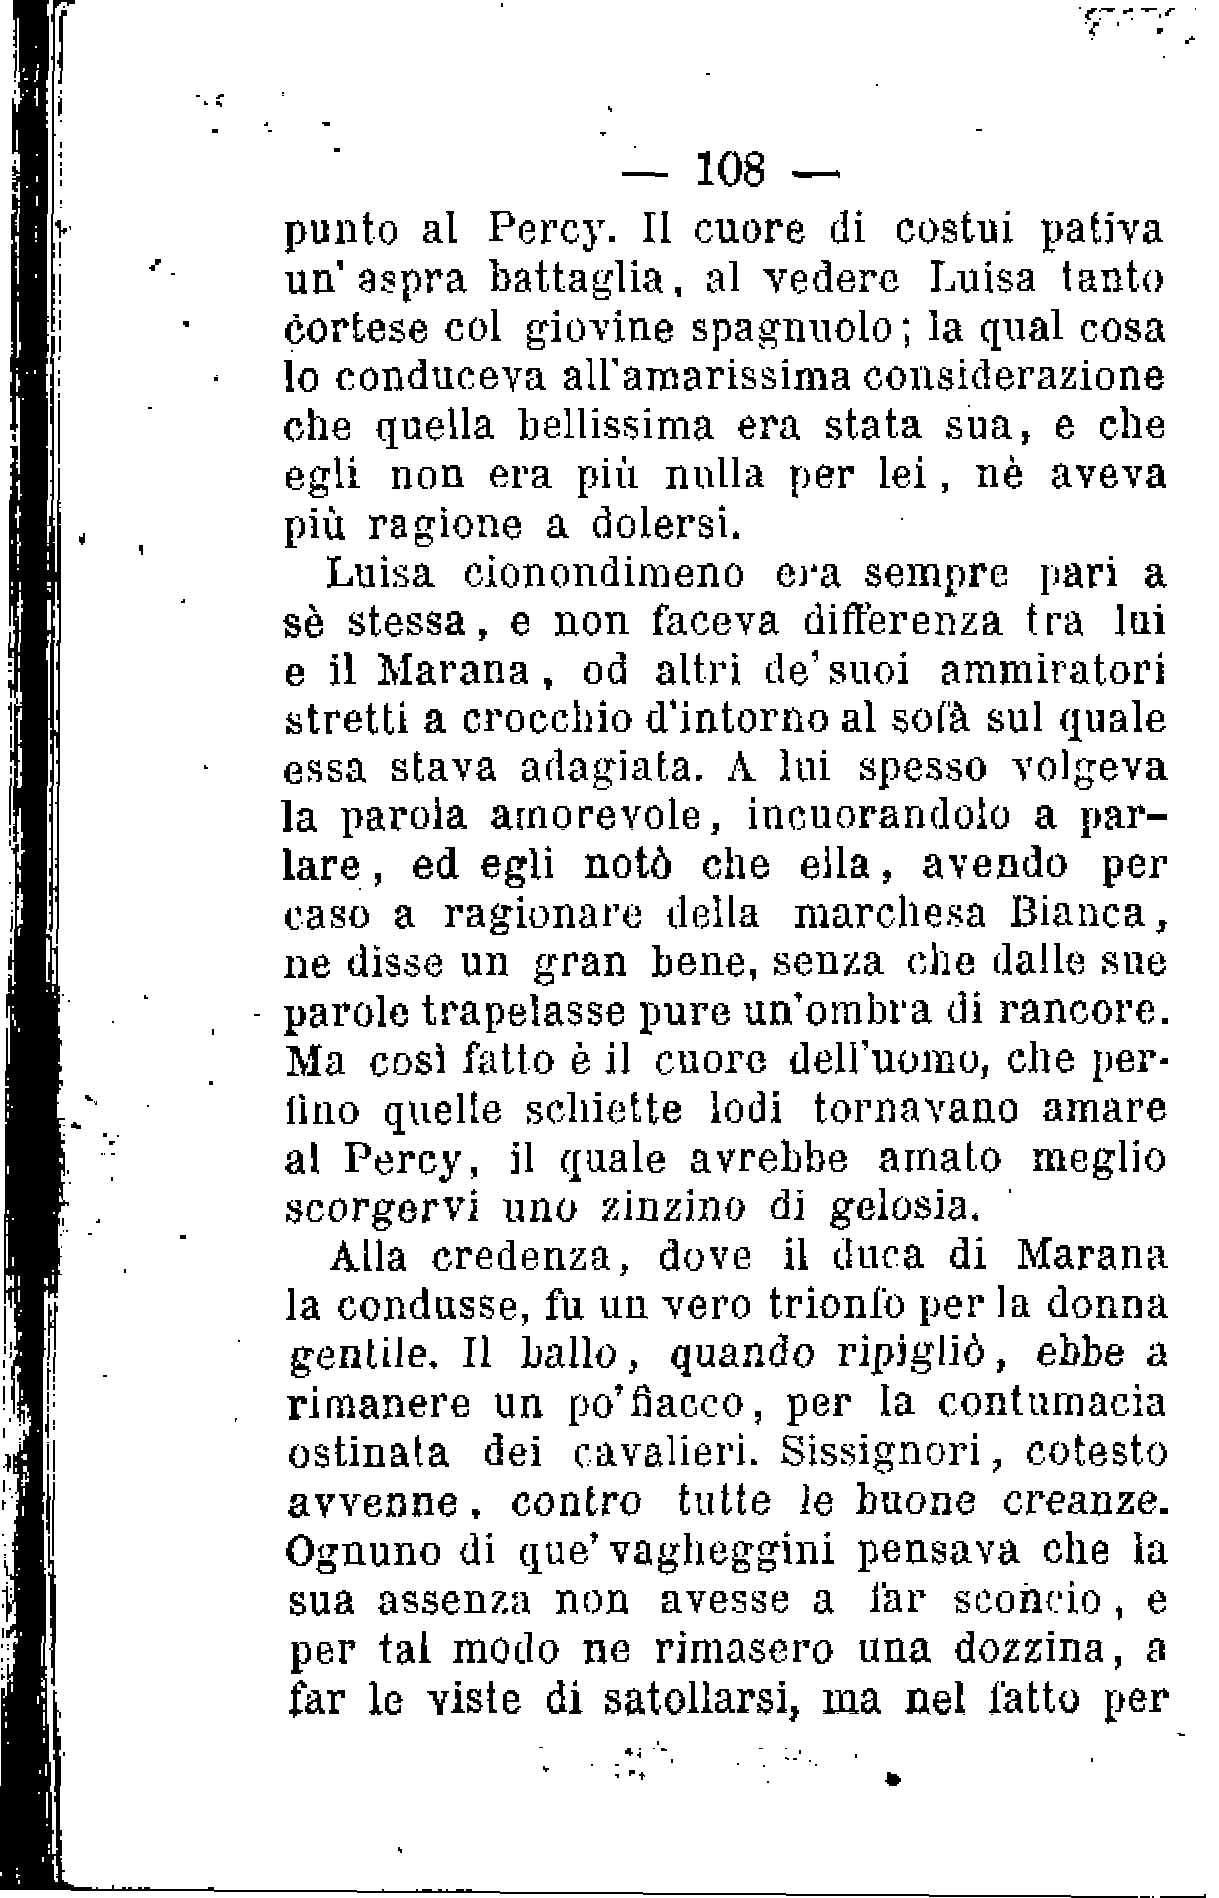 — 108 —
punto al Percy. Il cuore di costui pativa
un' aspra battaglia, al vedere Luisa tanto
cortese col giovine spagnuolo; la qual cosa
lo conduceva all'amarissima considerazione
che quella bellissima era stata sua, e che
egli non era più nulla per lei, nè aveva
più ragione a dolersi.
Luisa cionondimeno era sempre pari a
sè stessa, e non faceva differenza tra lui
e il Marana, od altri de' suoi ammiratori
stretti a crocchio d'intorno al sofà sul quale
essa stava adagiata. A lui spesso volgeva
la parola amorevole, incuorandolo a par-
lare, ed egli notò che ella, avendo per
caso a ragionare della marchesa Bianca,
ne disse un gran bene, senza che dalle sue
parole trapelasse pure un'ombra di rancore.
Ma così fatto è il cuore dell'uomo, che per-
fino quelle schiette lodi tornavano amare
al Percy, il quale avrebbe amato meglio
scorgervi uno zinzino di gelosia.
Alla credenza, dove il duca di Marana
la condusse, fu un vero trionfo per la donna
gentile. Il ballo, quando ripigliò, ebbe a
rimanere un po' fiacco, per la contumacia
ostinata dei cavalieri. Sissignori, cotesto
avvenne, contro tutte le buone creanze.
Ognuno di que' vagheggini pensava che la
sua assenza non avesse a far sconcio, e
per tal modo ne rimasero una dozzina, a
far le viste di satollarsi, ma nel fatto per